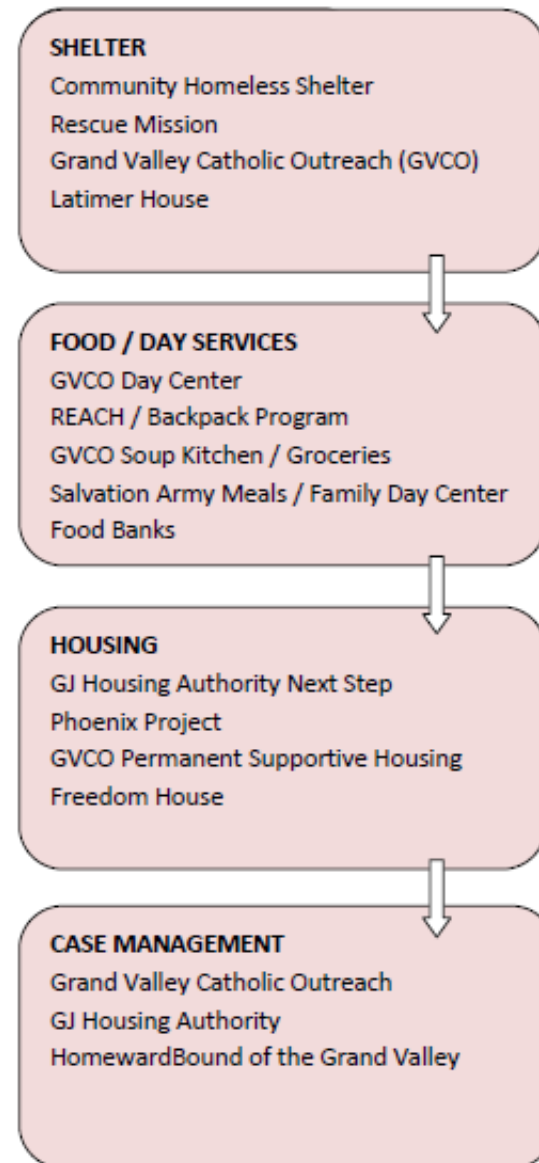 SHELTER
Community Homeless Shelter
Rescue Mission
Grand Valley Catholic Outreach (GVCO)
Latimer House
FOOD / DAY SERVICES
GVCO Day Center
REACH / Backpack Program
GVCO Soup Kitchen / Groceries
Salvation Army Meals / Family Day Center
Food Banks
HOUSING
GJ Housing Authority Next Step
Phoenix Project
GVCO Permanent Supportive Housing
Freedom House
CASE MANAGEMENT
Grand Valley Catholic Outreach
GJ Housing Authority
HomewardBound of the Grand Valley